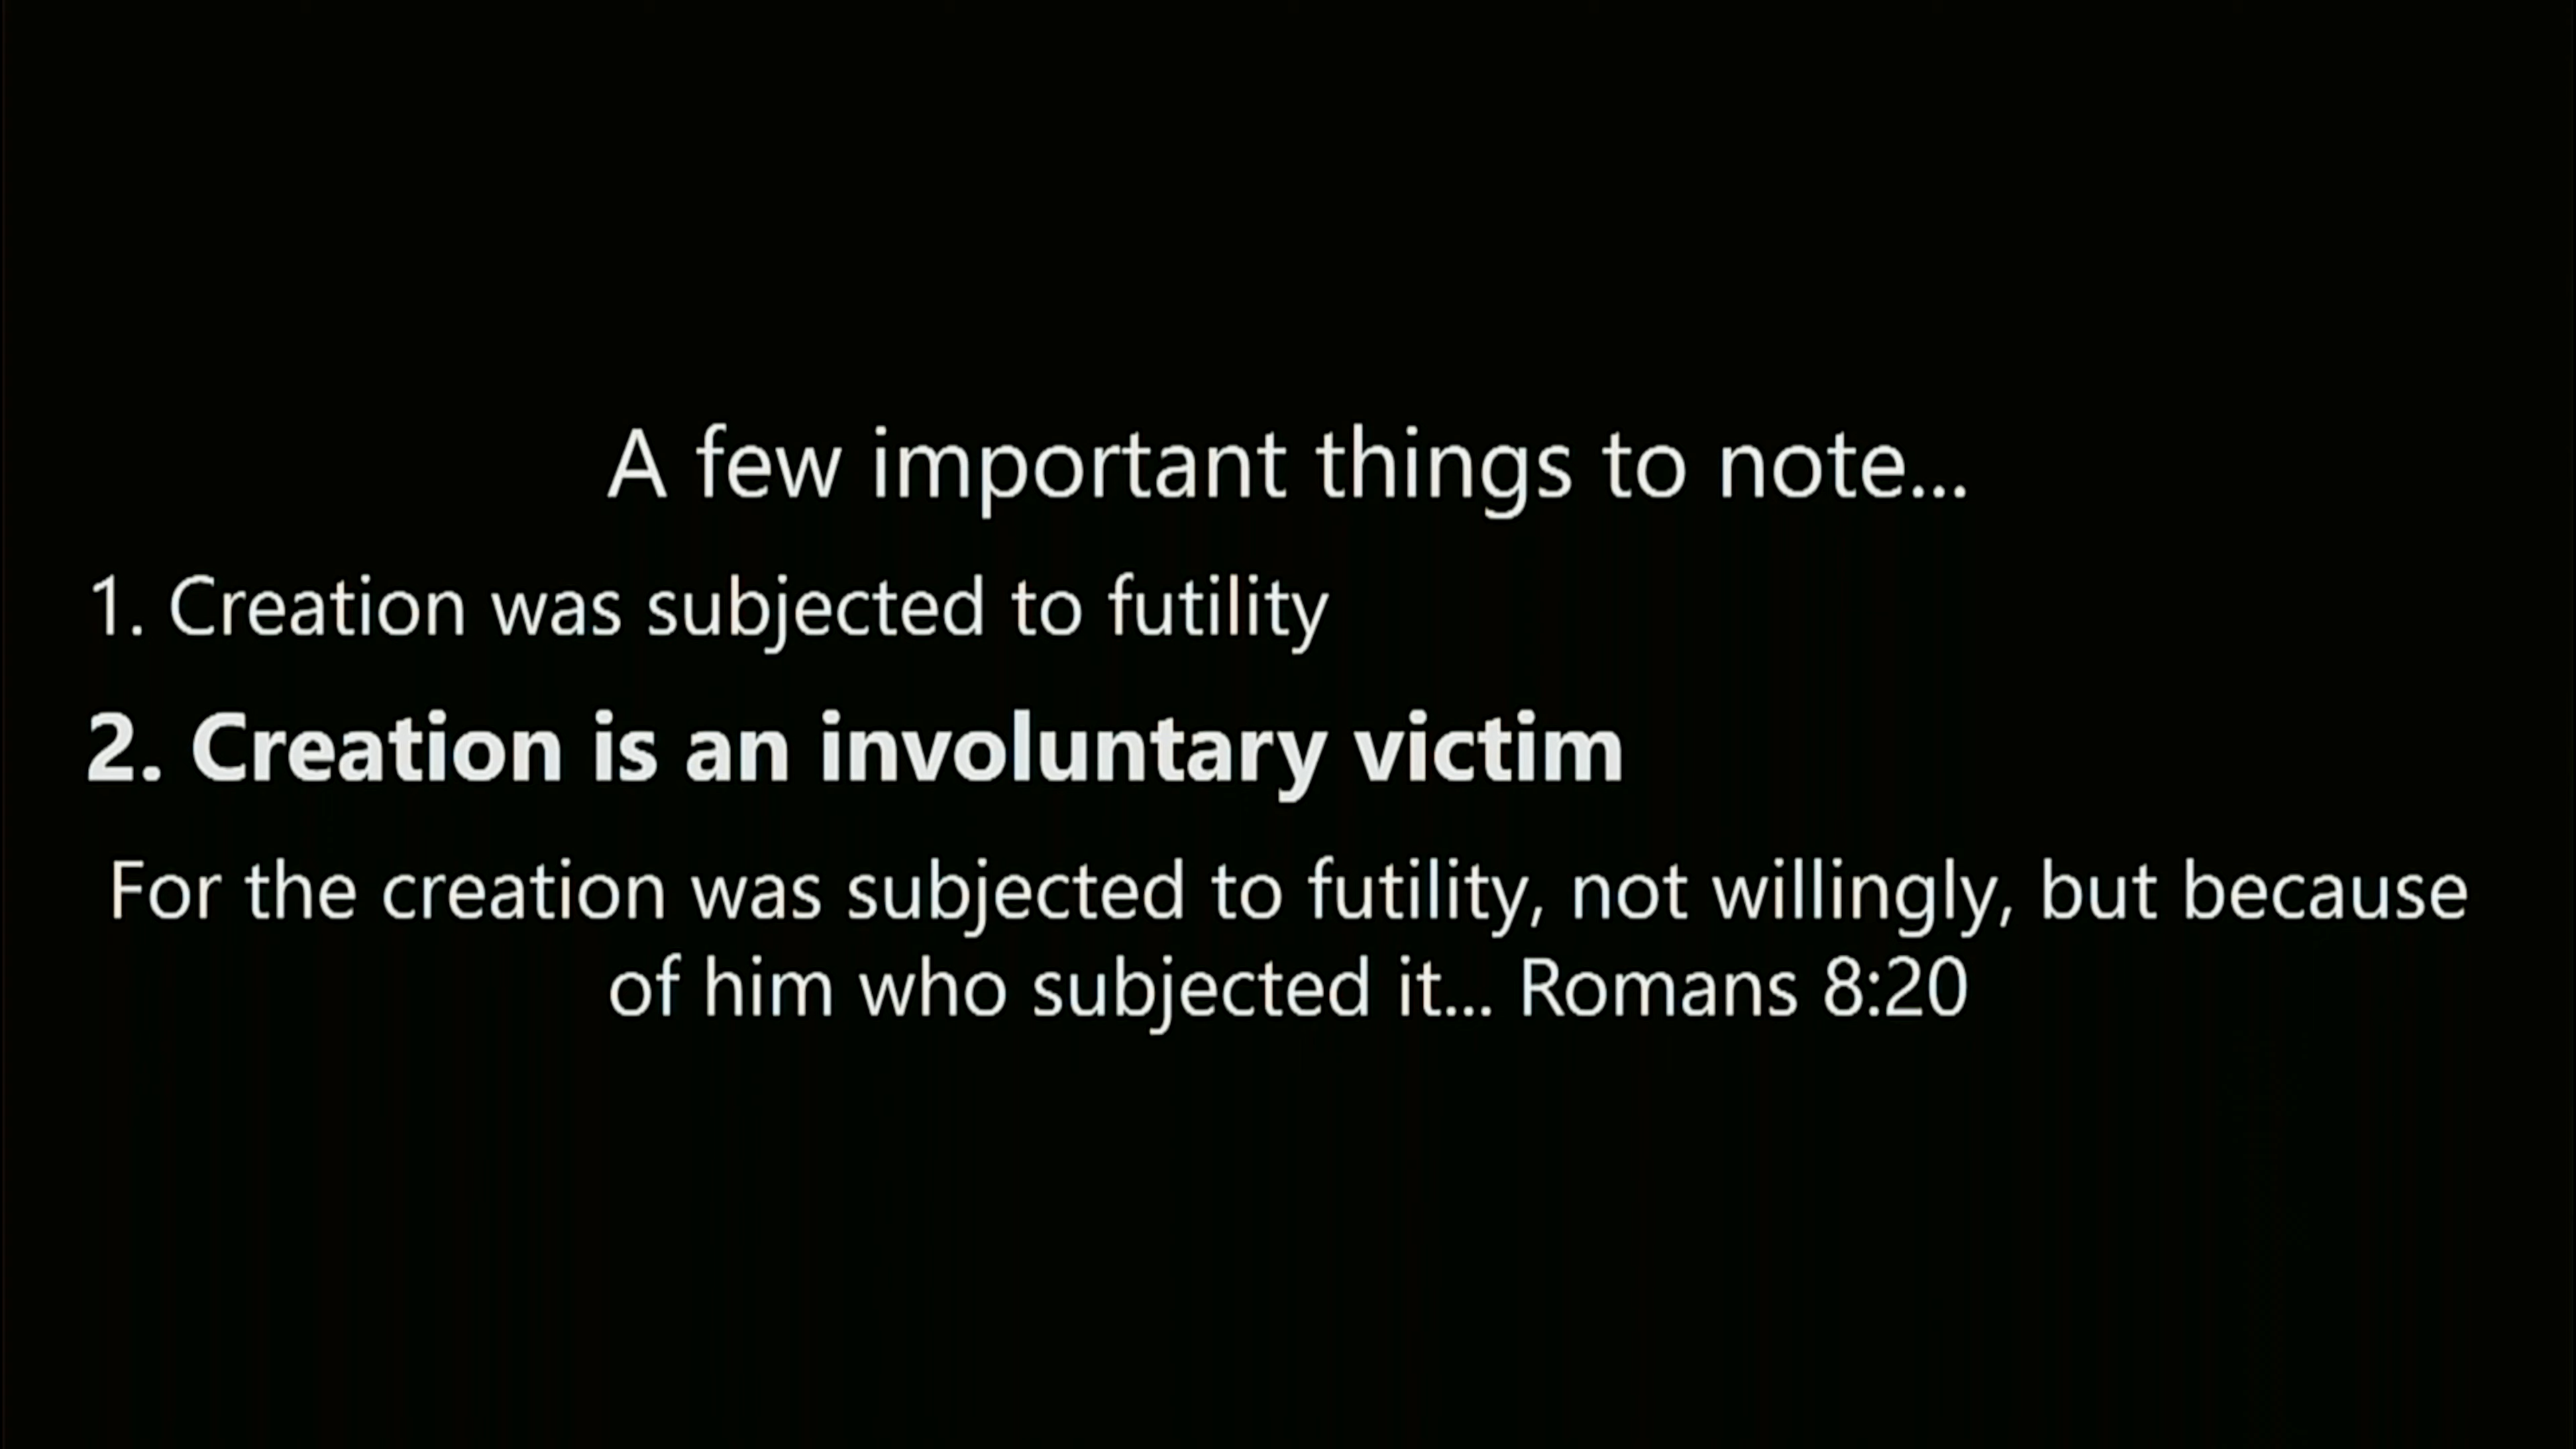 A few important things to note...
1. Creation was subjected to futility
2. Creation is an involuntary victim
For the creation was subjected to futility, not willingly, but because
of him who subjected it... Romans 8:20